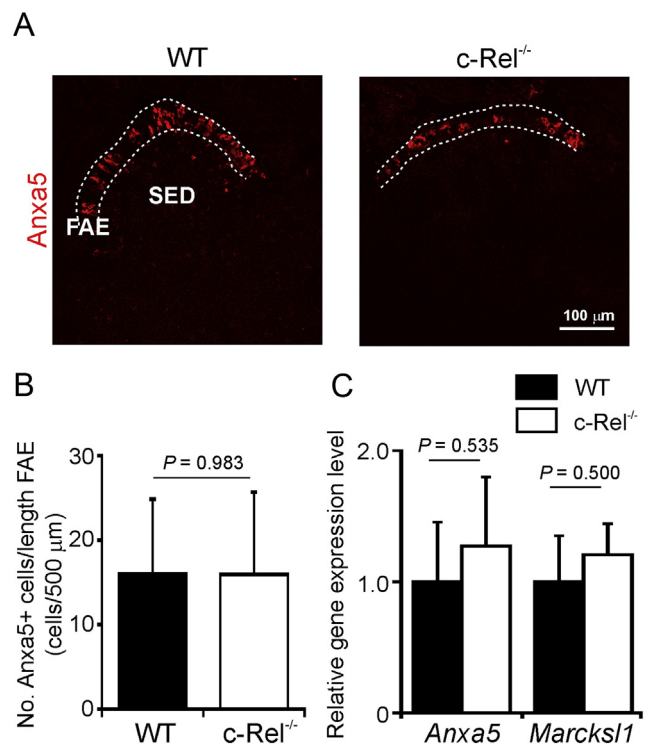 A
WT
c-Rel-/-
Anxa5
FAE
SED
100 µm
B
No. Anxa5+ cells/length FAE
(cells/500 µm)
30
20
10
0
P = 0.983
WT
c-Rel-/-
C
WT
c-Rel-/-
Relative gene expression level
2.0
1.0
0
P = 0.535
P = 0.500
Anxa5
Marcksl1